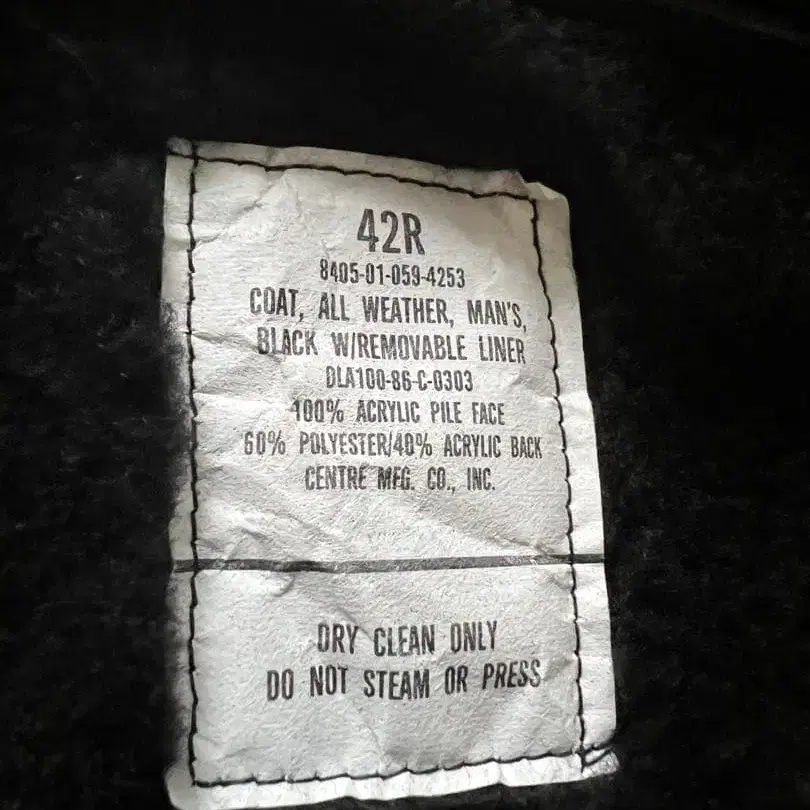 42R
8405-01-059-4253
COAT, ALL WEATHER, MAN'S,
BLACK W/REMOVABLE LINER
DLA100-86-C-0303
100% ACRYLIC PILE FACE
60% POLYESTER/40% ACRYLIC BACK
CENTRE MFG. CO., INC.
DRY CLEAN ONLY
DO NOT STEAM OR PRESS